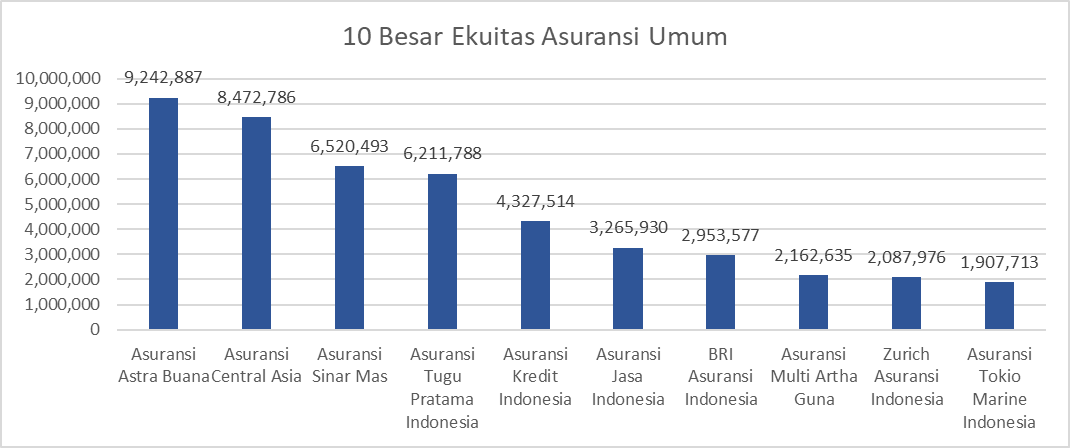 10 Besar Ekuitas Asuransi Umum
10,000,000
9,000,000
8,000,000
7,000,000
6,000,000
5,000,000
4,000,000
3,000,000
2,000,000
1,000,000
0
9,242,887
8,472,786
6,520,493
6,211,788
4,327,514
3,265,930
2,953,577
2,162,635
2,087,976
1,907,713
Asuransi
Astra Buana
Asuransi
Central Asia
Asuransi
Sinar Mas
Asuransi
Tugu
Pratama
Indonesia
Asuransi
Kredit
Indonesia
Asuransi
Jasa
Indonesia
BRI
Asuransi
Indonesia
Asuransi
Multi Artha
Guna
Zurich
Asuransi
Indonesia
Asuransi
Tokio
Marine
Indonesia